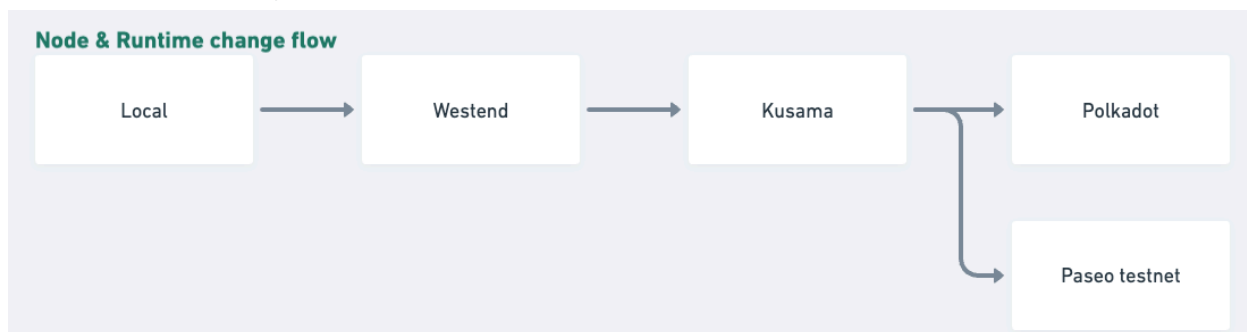 Node & Runtime change flow
Local
Westend
Kusama
Polkadot
Paseo testnet